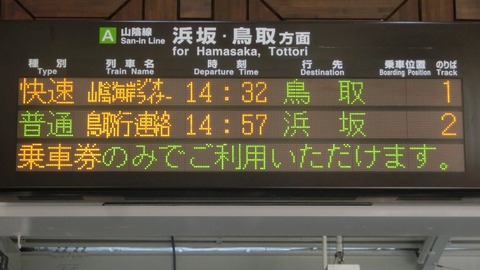 A 山陰線 San-in Line 浜坂・鳥取方面
for Hamasaka, Tottori
種別 列車名 時刻 行先 乗車位置 のりば
Type Train Name Departure Time Destination Boarding Position Track
快速 山陰海岸ジオライナー 14:32 鳥取 1
普通 鳥取行連絡 14:57 浜坂 2
乗車券のみでご利用いただけます。